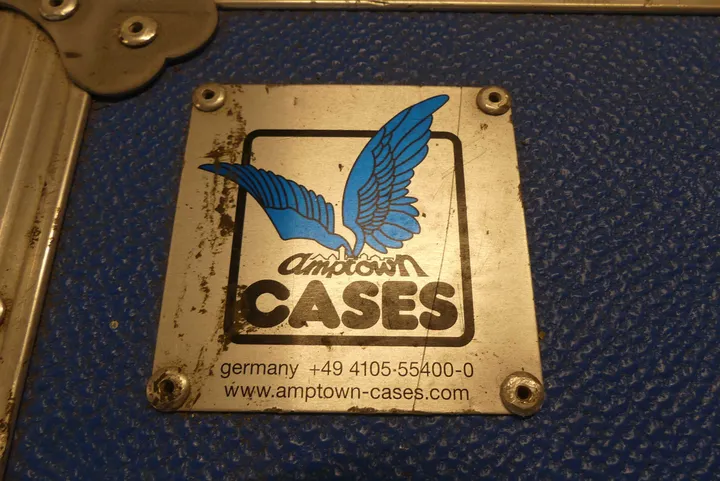 amptown
CASES
germany +49 4105-55400-0
www.amptown-cases.com